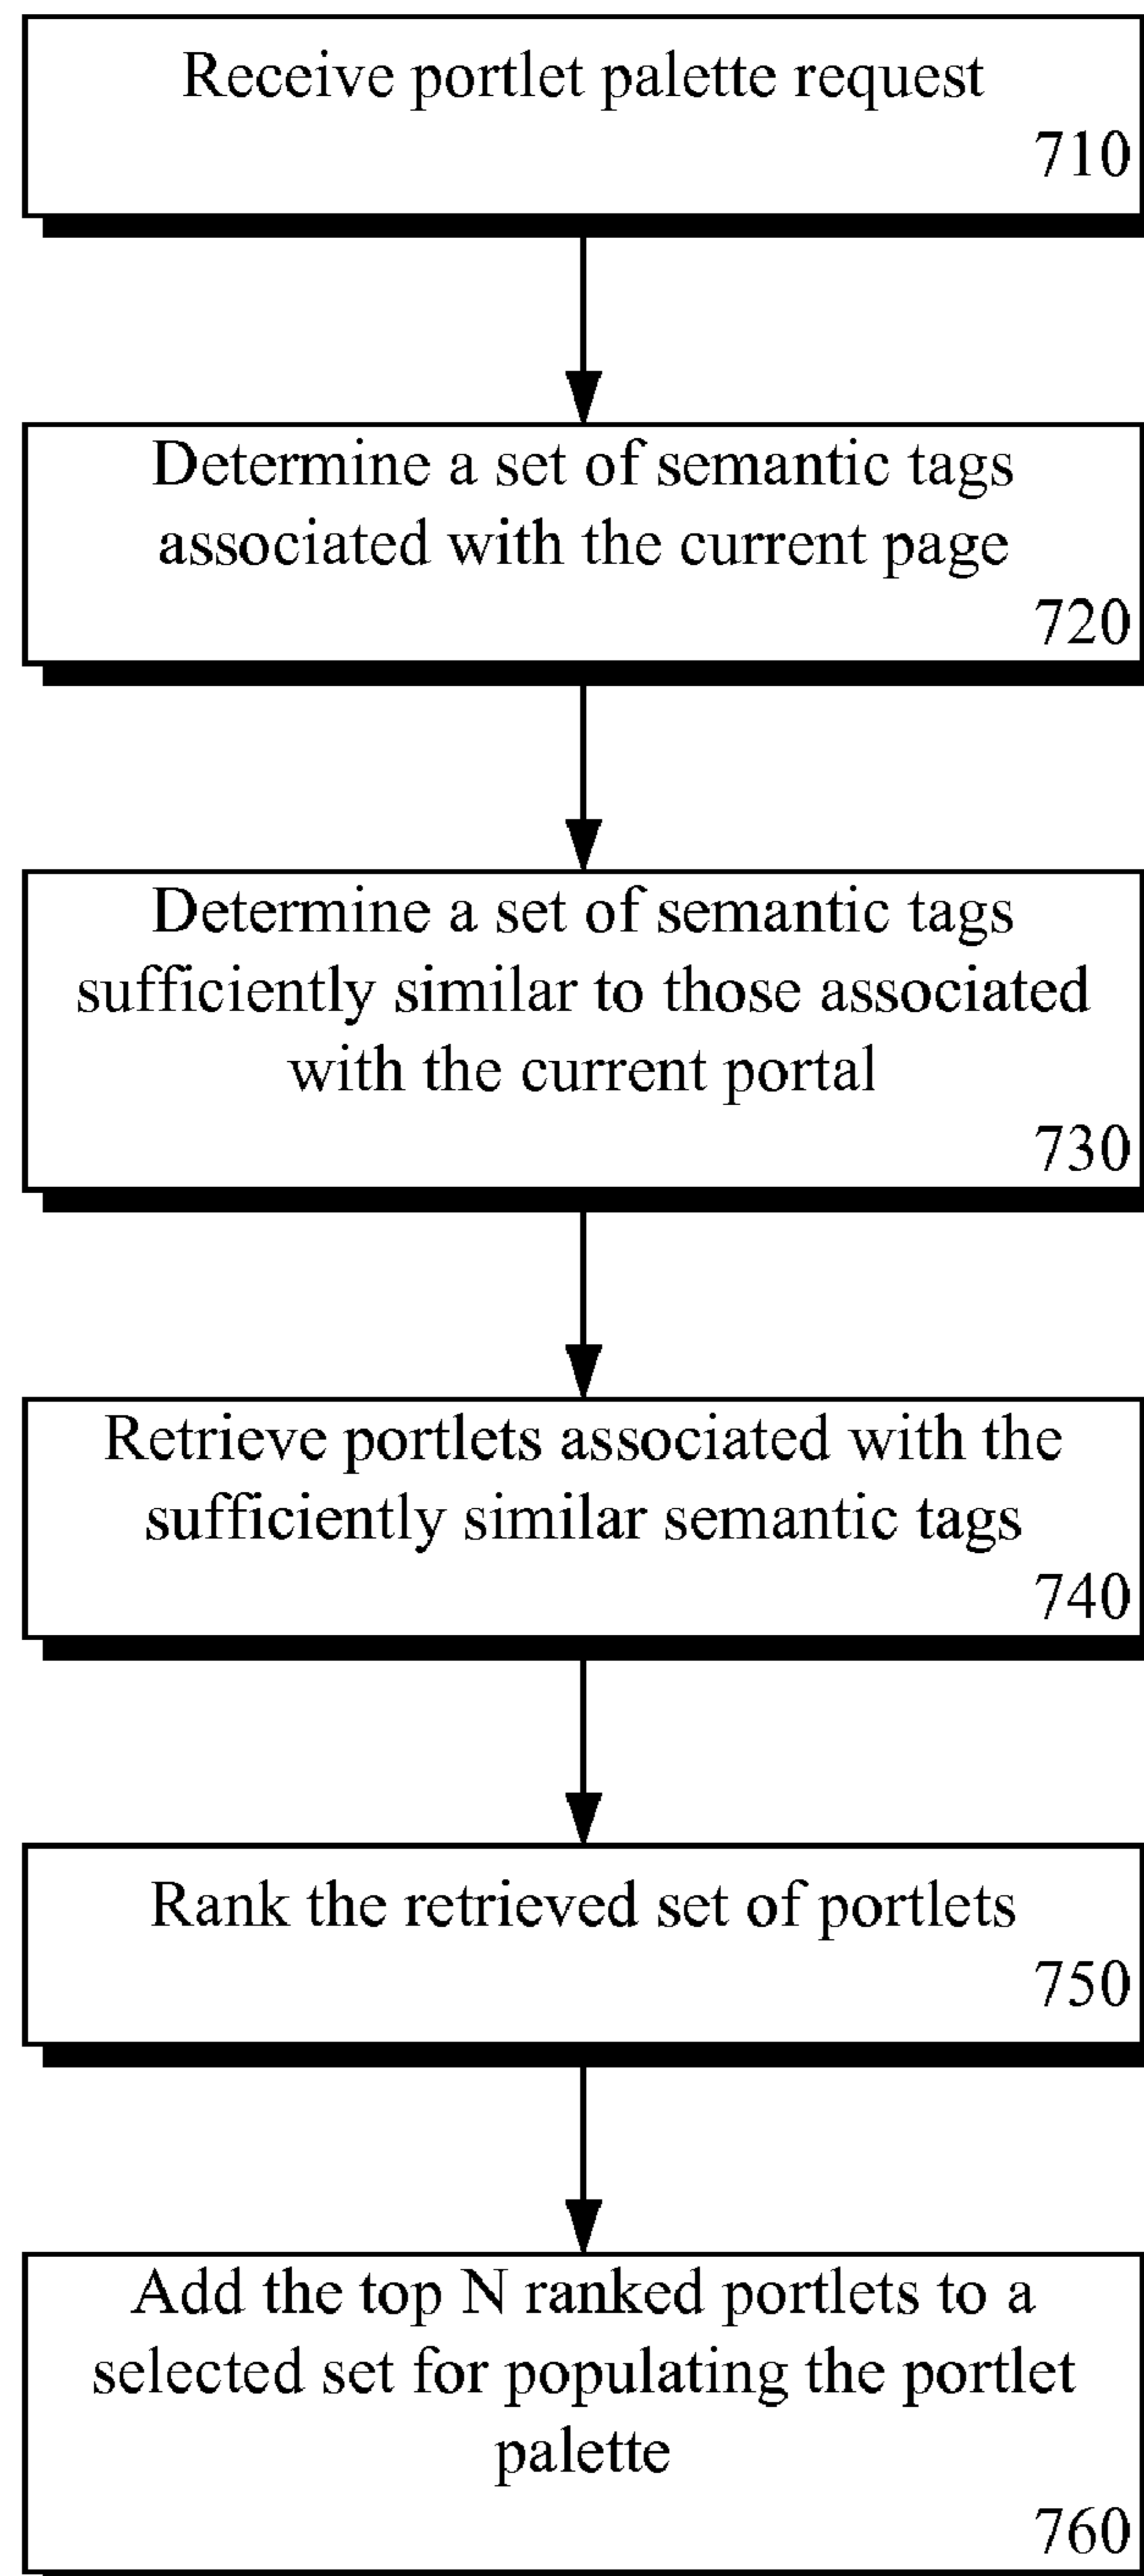 Receive portlet palette request
710
Determine a set of semantic tags
associated with the current page
720
Determine a set of semantic tags
sufficiently similar to those associated
with the current portal
730
Retrieve portlets associated with the
sufficiently similar semantic tags
740
Rank the retrieved set of portlets
750
Add the top N ranked portlets to a
selected set for populating the portlet
palette
760